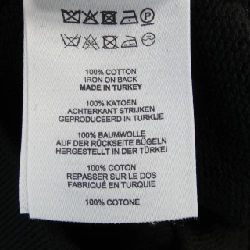 100% COTTON
IRON ON BACK
MADE IN TURKEY
100% KATOEN
ACHTERKANT STRIJKEN
GEPRODUCEERD IN TURKIJE
100% BAUMWOLLE
AUF DER RÜCKSEITE BÜGELN
HERGESTELLT IN DER TÜRKEI
100% COTON
REPASSER SUR LE DOS
FABRIQUÉ EN TURQUIE
100% COTONE